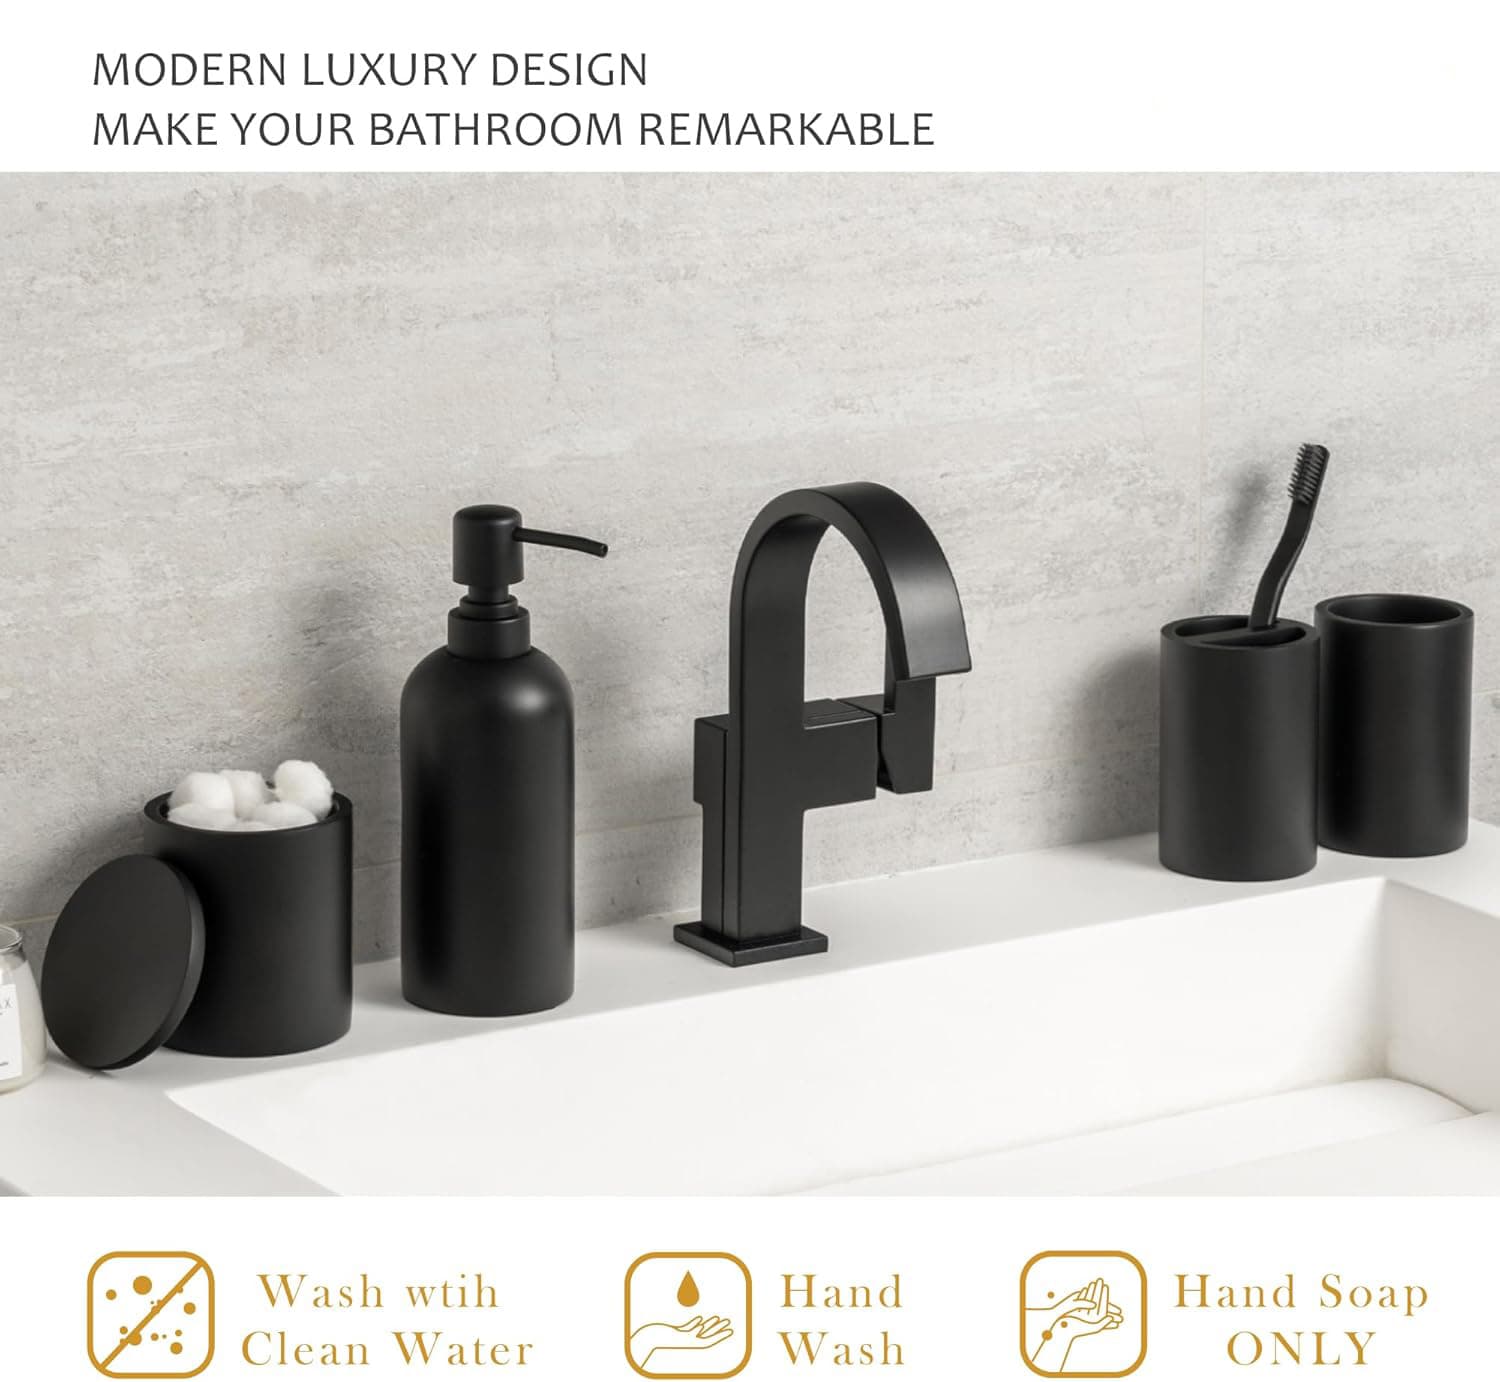 MODERN LUXURY DESIGN
MAKE YOUR BATHROOM REMARKABLE
Wash wtih
Clean Water
Hand
Wash
Hand Soap
ONLY